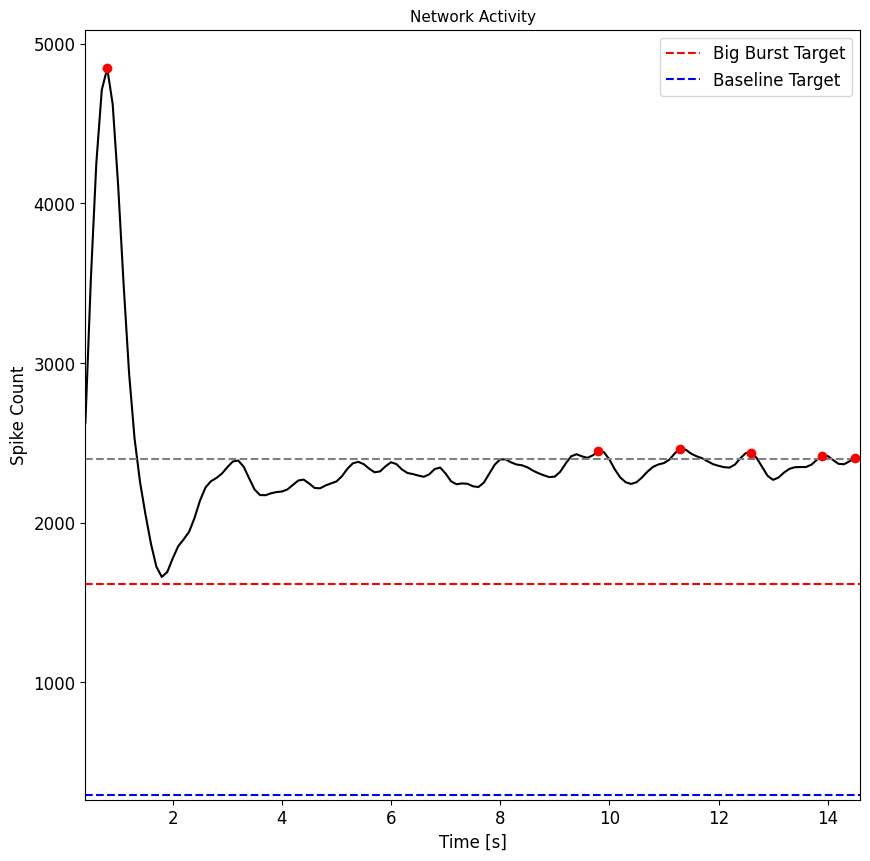 Network Activity
Big Burst Target
Baseline Target
5000
4000
3000
2000
1000
Spike Count
2
4
6
8
10
12
14
Time [s]